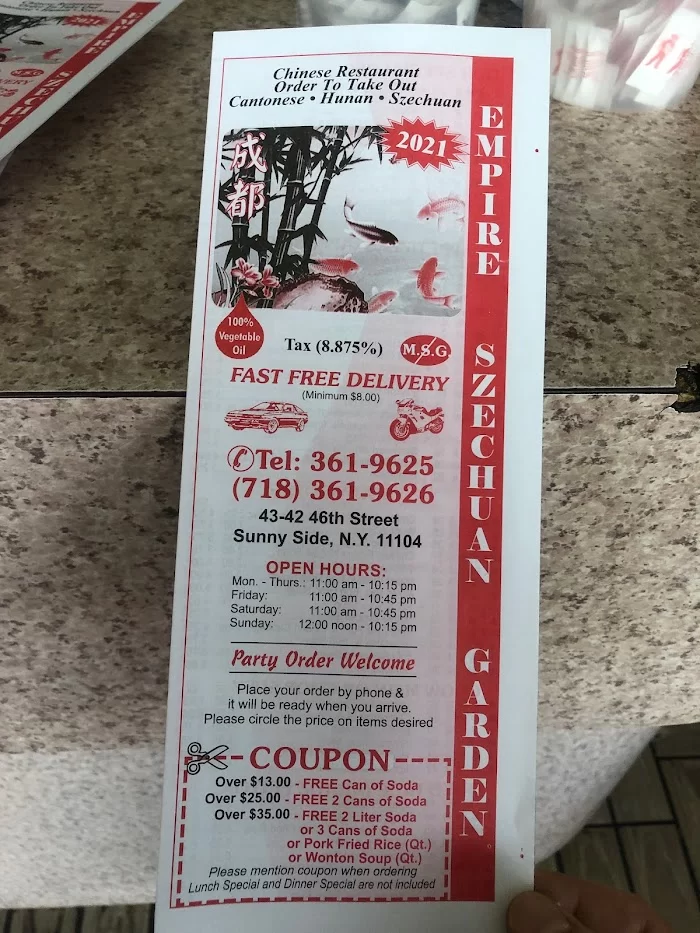 Chinese Restaurant
Order To Take Out
Cantonese • Hunan • Szechuan
2021
成都
100%
Vegetable
Oil
Tax (8.875%)
M.S.G.
FAST FREE DELIVERY
(Minimum $8.00)
Tel: 361-9625
(718) 361-9626
43-42 46th Street
Sunny Side, N.Y. 11104
OPEN HOURS:
Mon. - Thurs.: 11:00 am - 10:15 pm
Friday: 11:00 am - 10:45 pm
Saturday: 11:00 am - 10:45 pm
Sunday: 12:00 noon - 10:15 pm
Party Order Welcome
Place your order by phone &
it will be ready when you arrive.
Please circle the price on items desired
COUPON
Over $13.00 - FREE Can of Soda
Over $25.00 - FREE 2 Cans of Soda
Over $35.00 - FREE 2 Liter Soda
or 3 Cans of Soda
or Pork Fried Rice (Qt.)
or Wonton Soup (Qt.)
Please mention coupon when ordering
Lunch Special and Dinner Special are not included
EMPIRE SZECHUAN GARDEN
2021
EMPIRE